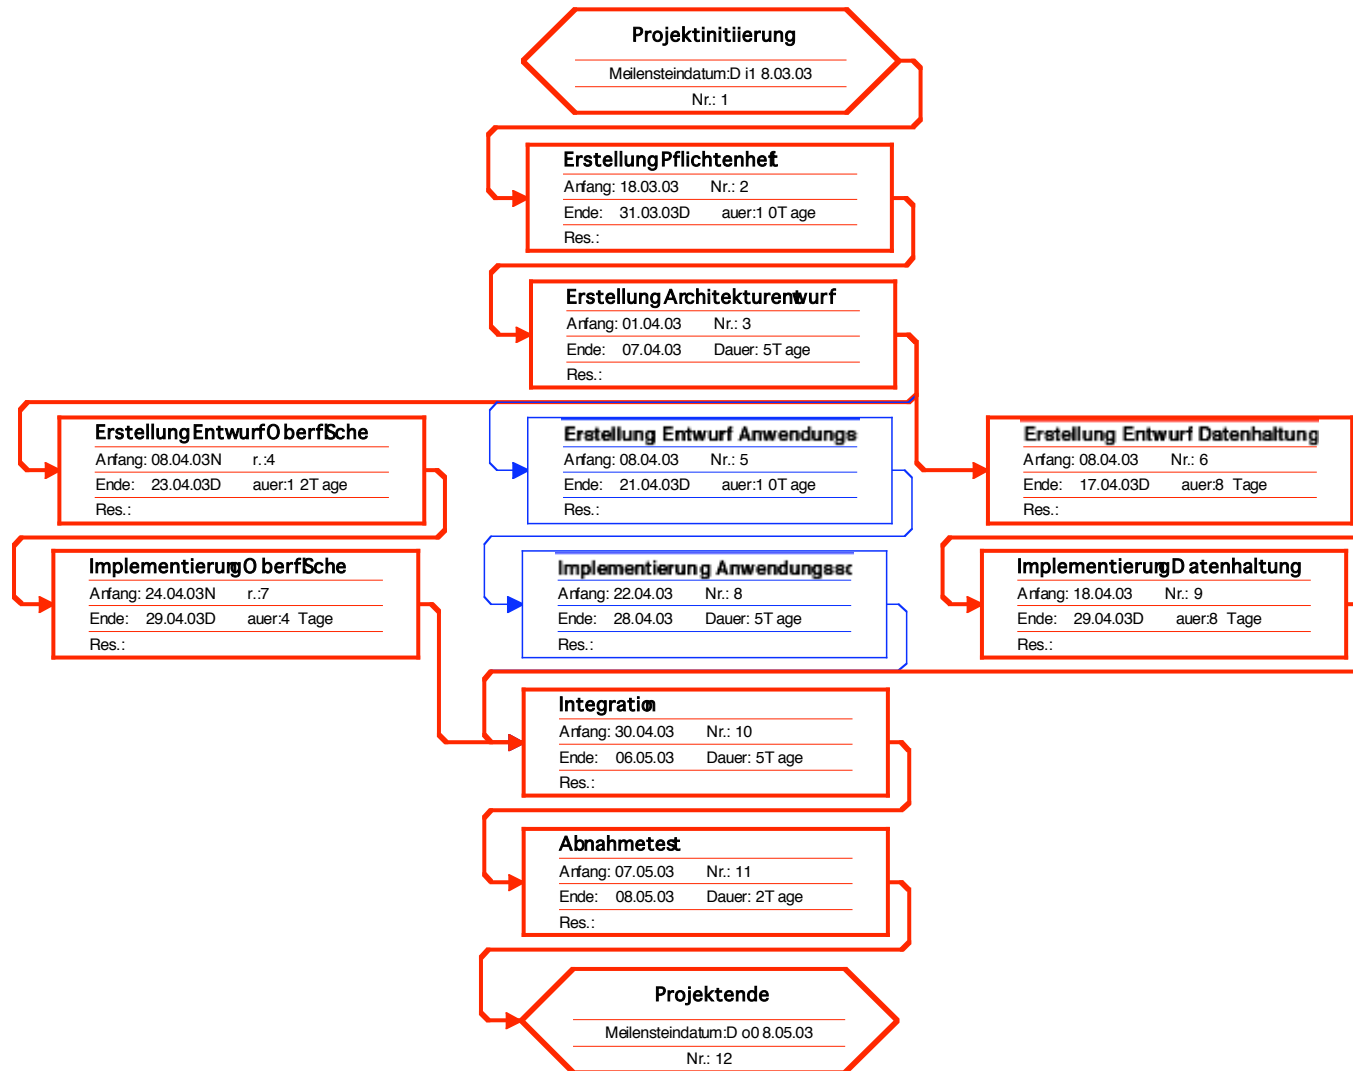 Projektinitiierung
Meilensteindatum:D i1 8.03.03
Nr.: 1
Erstellung Pflichtenheft
Anfang: 18.03.03 Nr.: 2
Ende: 31.03.03D auer:1 0T age
Res.:
Erstellung Architekturentwurf
Anfang: 01.04.03 Nr.: 3
Ende: 07.04.03 Dauer: 5T age
Res.:
Erstellung Entwurf O berflSche
Anfang: 08.04.03N r.:4
Ende: 23.04.03D auer:1 2T age
Res.:
Erstellung Entwurf Anwendungs
Anfang: 08.04.03 Nr.: 5
Ende: 21.04.03D auer:1 0T age
Res.:
Erstellung Entwurf Datenhaltung
Anfang: 08.04.03 Nr.: 6
Ende: 17.04.03D auer:8 Tage
Res.:
Implementierung O berflSche
Anfang: 24.04.03N r.:7
Ende: 29.04.03D auer:4 Tage
Res.:
Implementierung Anwendungssc
Anfang: 22.04.03 Nr.: 8
Ende: 28.04.03 Dauer: 5T age
Res.:
Implementierung D atenhaltung
Anfang: 18.04.03 Nr.: 9
Ende: 29.04.03D auer:8 Tage
Res.:
Integration
Anfang: 30.04.03 Nr.: 10
Ende: 06.05.03 Dauer: 5T age
Res.:
Abnahmetest
Anfang: 07.05.03 Nr.: 11
Ende: 08.05.03 Dauer: 2T age
Res.:
Projektende
Meilensteindatum:D o0 8.05.03
Nr.: 12